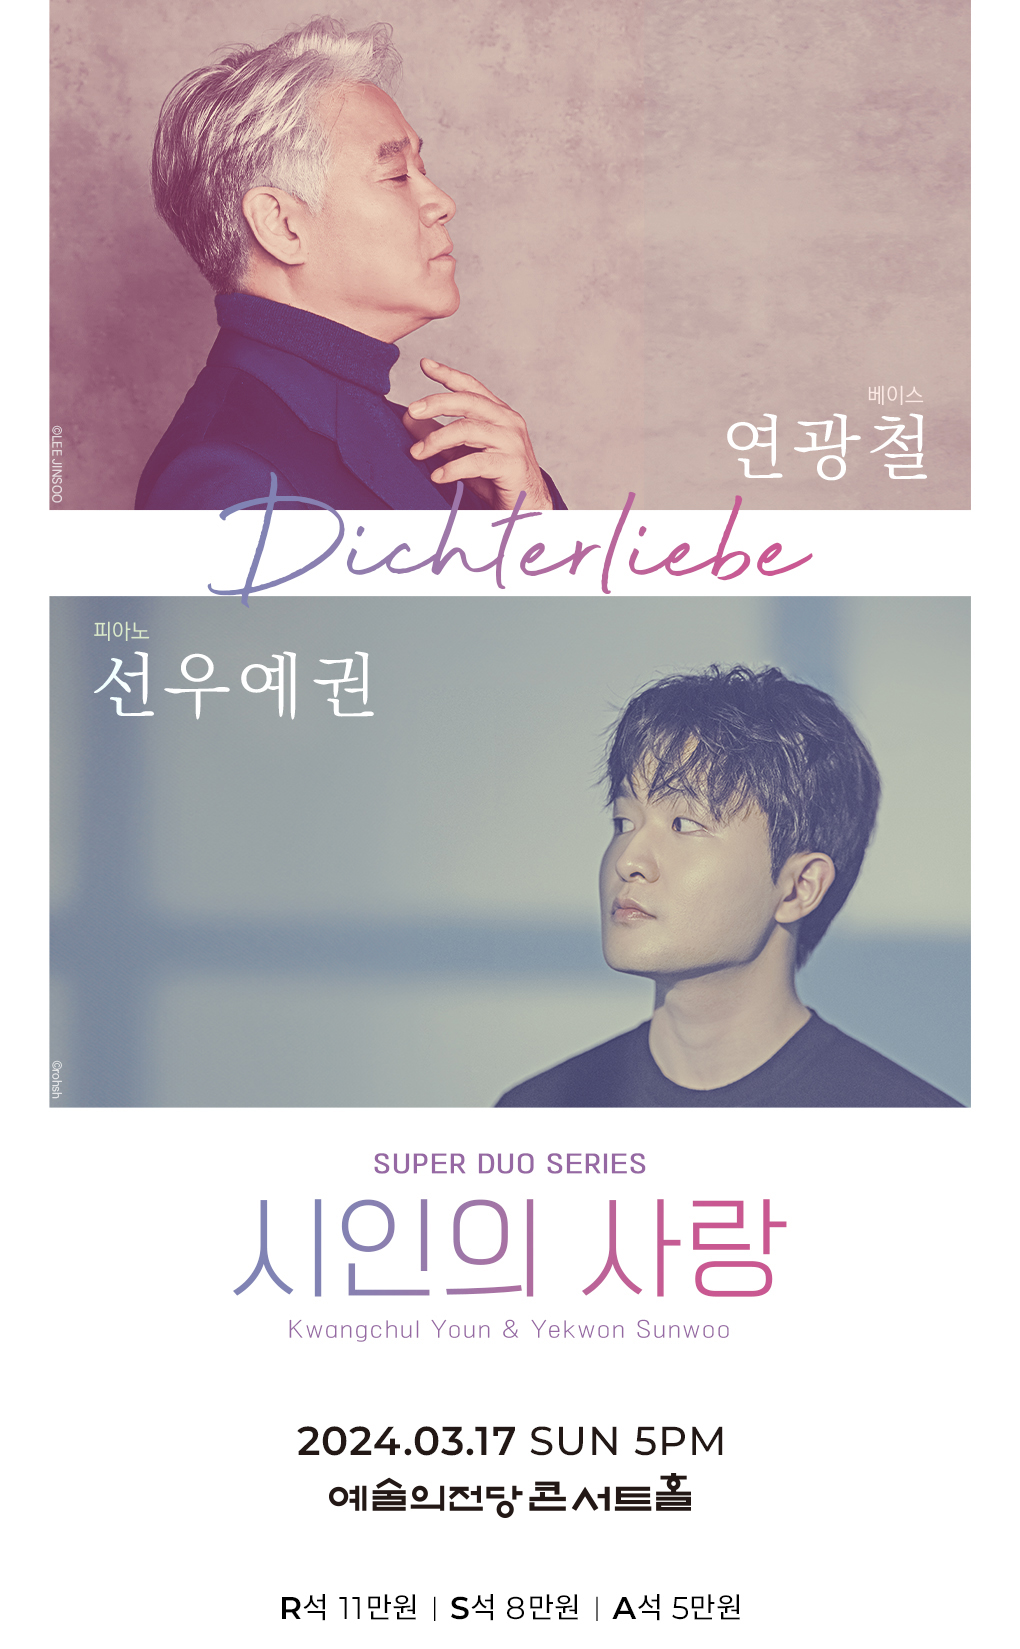 베이스
연광철
©LEE JINSOO
Dichterliebe
피아노
선우예권
©rohsh
SUPER DUO SERIES
시인의 사랑
Kwangchul Youn & Yekwon Sunwoo
2024.03.17 SUN 5PM
예술의전당 콘서트홀
R석 11만원 | S석 8만원 | A석 5만원